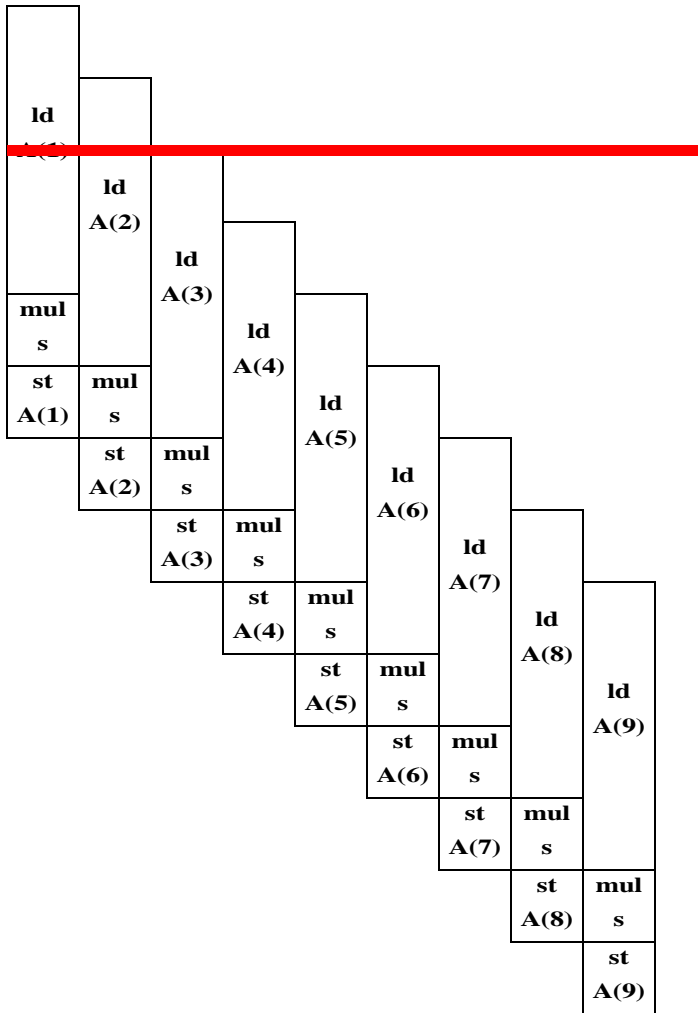 ld
A(1)
mul
s
st
A(1)
ld
A(2)
mul
s
st
A(2)
ld
A(3)
mul
s
st
A(3)
ld
A(4)
mul
s
st
A(4)
ld
A(5)
mul
s
st
A(5)
ld
A(6)
mul
s
st
A(6)
ld
A(7)
mul
s
st
A(7)
ld
A(8)
mul
s
st
A(8)
ld
A(9)
mul
s
st
A(9)